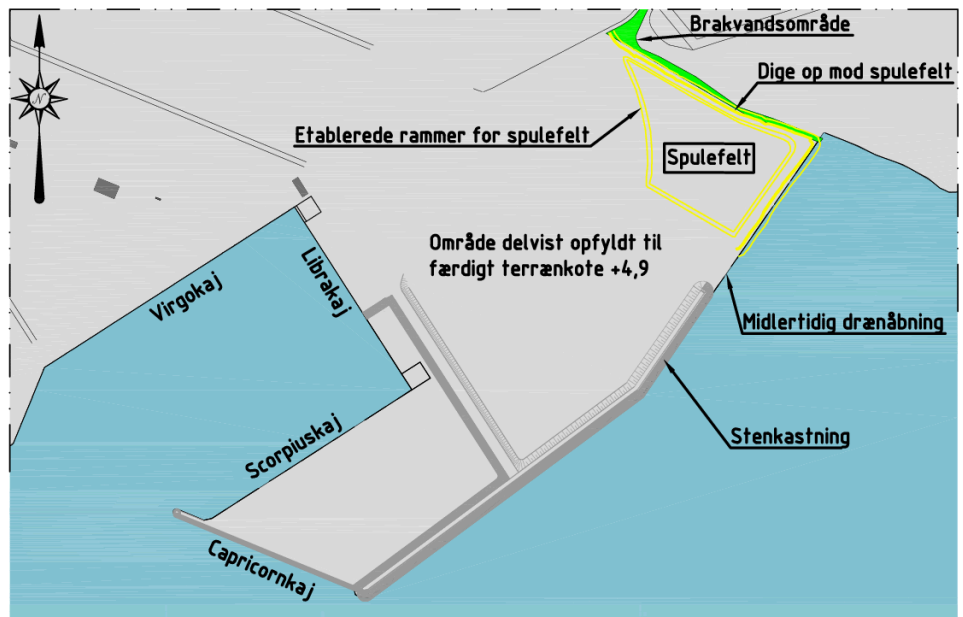 Brakvandsområde
Dige op mod spulefelt
N
Etablerede rammer for spulefelt
Spulefelt
Område delvist opfyldt til
færdigt terrænkote +4,9
Librakaj
Virgokaj
Midlertidig drænåbning
Scorpiuskaj
Stenkastning
Capricornkaj